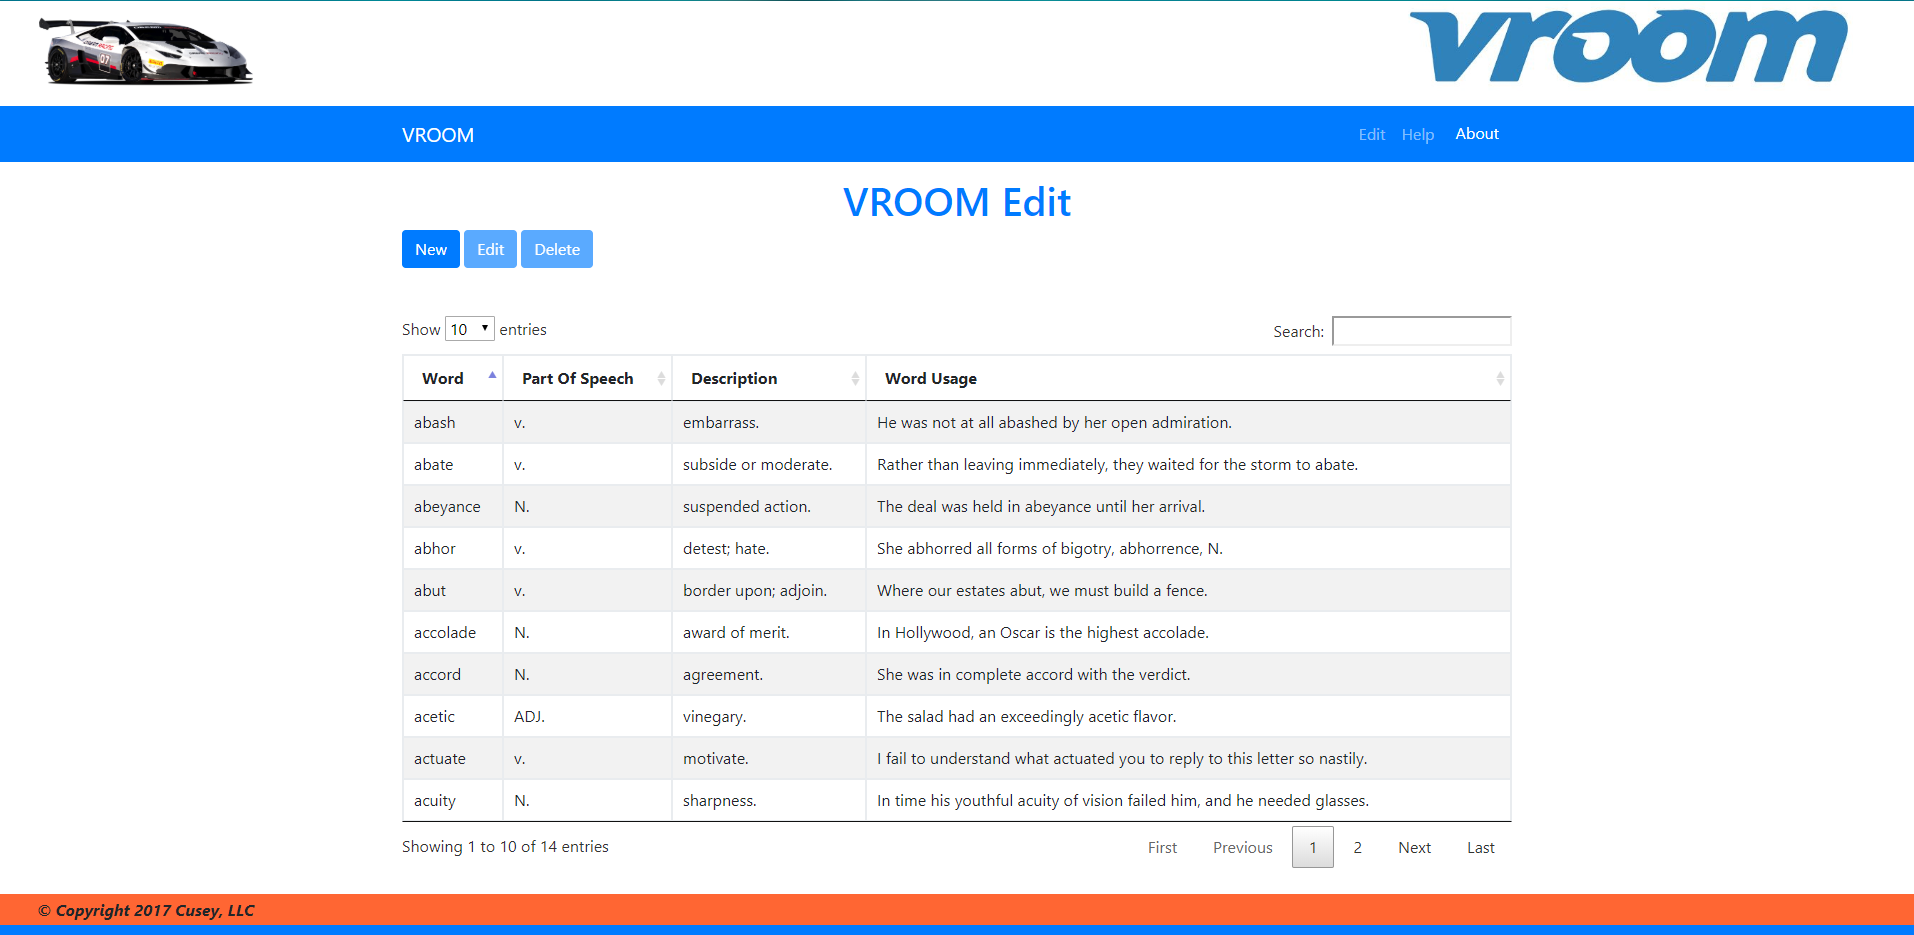 vroom
07
VROOM Edit Help About
VROOM Edit
New Edit Delete
Show 10 entries Search:
Word Part Of Speech Description Word Usage
abash v. embarrass. He was not at all abashed by her open admiration.
abate v. subside or moderate. Rather than leaving immediately, they waited for the storm to abate.
abeyance N. suspended action. The deal was held in abeyance until her arrival.
abhor v. detest; hate. She abhorred all forms of bigotry, abhorrence, N.
abut v. border upon; adjoin. Where our estates abut, we must build a fence.
accolade N. award of merit. In Hollywood, an Oscar is the highest accolade.
accord N. agreement. She was in complete accord with the verdict.
acetic ADJ. vinegary. The salad had an exceedingly acetic flavor.
actuate v. motivate. I fail to understand what actuated you to reply to this letter so nastily.
acuity N. sharpness. In time his youthful acuity of vision failed him, and he needed glasses.
Showing 1 to 10 of 14 entries First Previous 1 2 Next Last
© Copyright 2017 Cusey, LLC